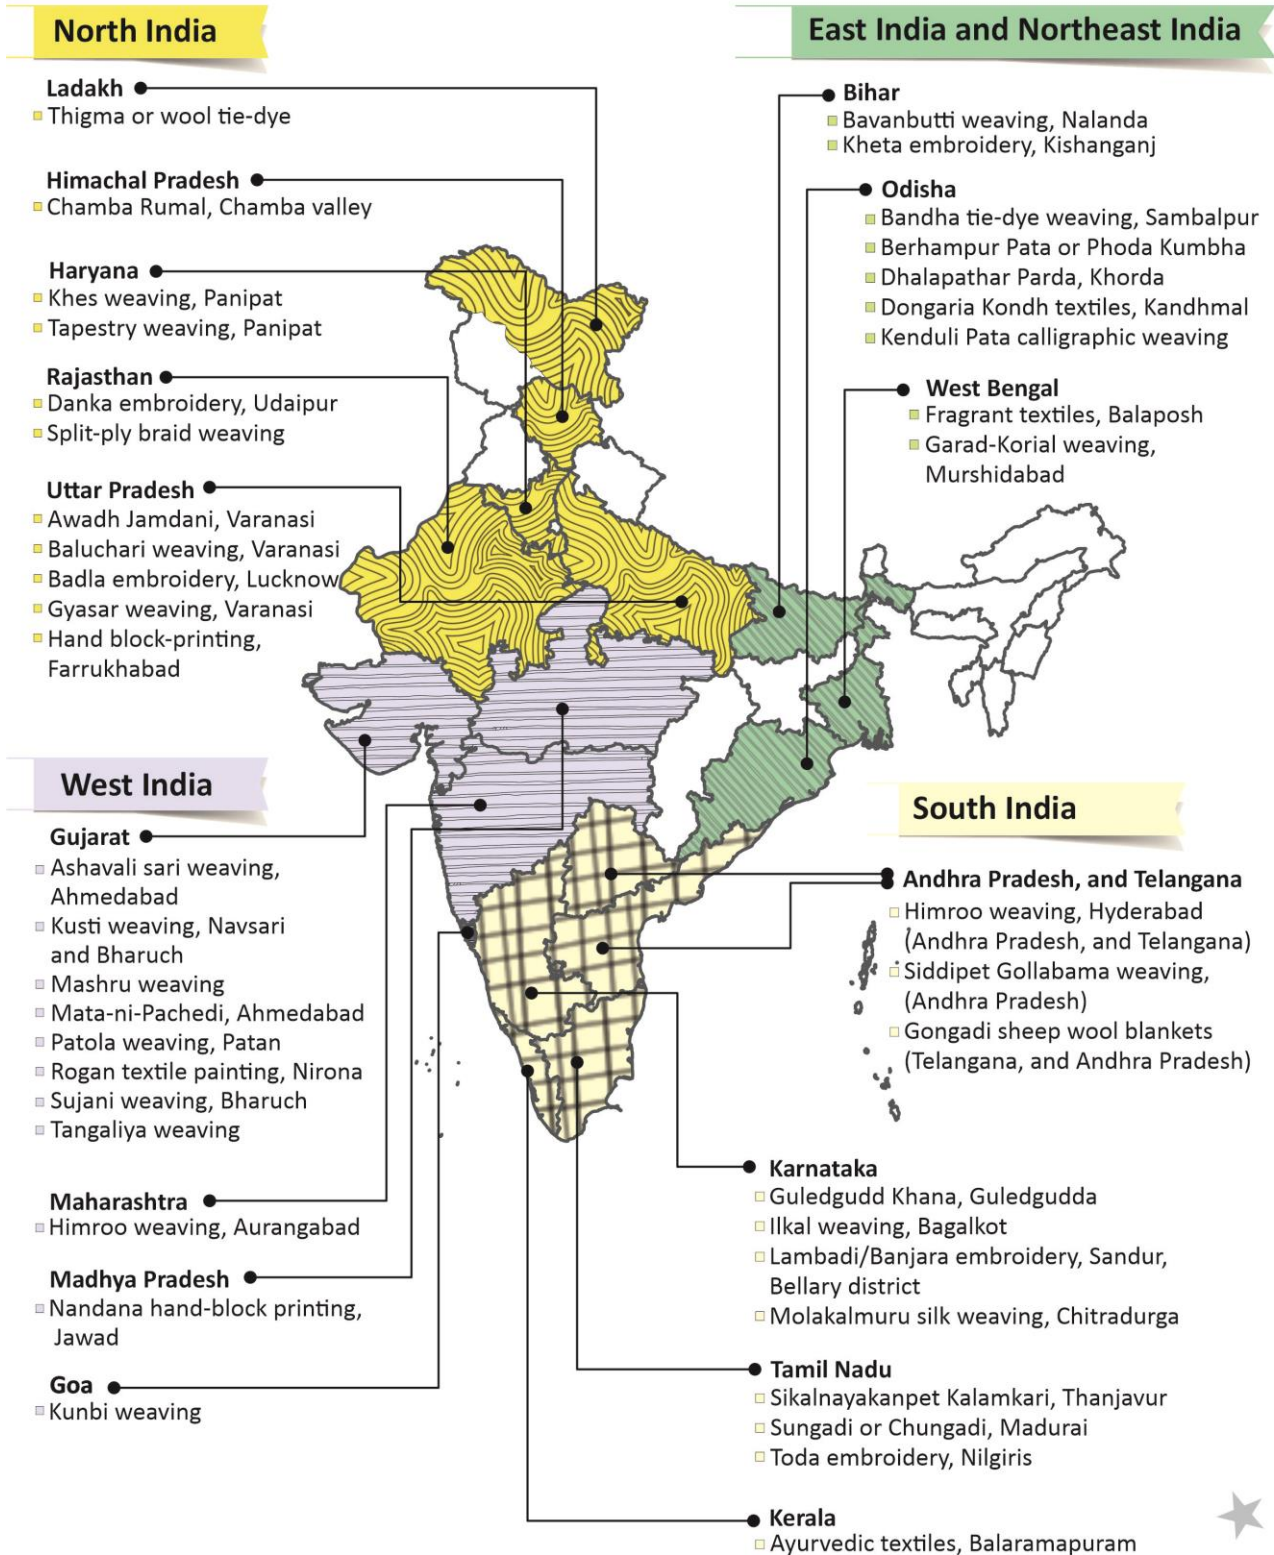 North India
Ladakh
Thigma or wool tie-dye
Himachal Pradesh
Chamba Rumal, Chamba valley
Haryana
Khes weaving, Panipat
Tapestry weaving, Panipat
Rajasthan
Danka embroidery, Udaipur
Split-ply braid weaving
Uttar Pradesh
Awadh Jamdani, Varanasi
Baluchari weaving, Varanasi
Badla embroidery, Lucknow
Gyasar weaving, Varanasi
Hand block-printing,
Farrukhabad
West India
Gujarat
Ashavali sari weaving,
Ahmedabad
Kusti weaving, Navsari
and Bharuch
Mashru weaving
Mata-ni-Pachedi, Ahmedabad
Patola weaving, Patan
Rogan textile painting, Nirona
Sujani weaving, Bharuch
Tangaliya weaving
Maharashtra
Himroo weaving, Aurangabad
Madhya Pradesh
Nandana hand-block printing,
Jawad
Goa
Kunbi weaving
East India and Northeast India
Bihar
Bavanbutti weaving, Nalanda
Kheta embroidery, Kishanganj
Odisha
Bandha tie-dye weaving, Sambalpur
Berhampur Pata or Phoda Kumbha
Dhalapathar Parda, Khorda
Dongaria Kondh textiles, Kandhmal
Kenduli Pata calligraphic weaving
West Bengal
Fragrant textiles, Balaposh
Garad-Korial weaving,
Murshidabad
South India
Andhra Pradesh, and Telangana
Himroo weaving, Hyderabad
(Andhra Pradesh, and Telangana)
Siddipet Gollabama weaving,
(Andhra Pradesh)
Gongadi sheep wool blankets
(Telangana, and Andhra Pradesh)
Karnataka
Guledgudd Khana, Guledgudda
Ilkal weaving, Bagalkot
Lambadi/Banjara embroidery, Sandur,
Bellary district
Molakalmuru silk weaving, Chitradurga
Tamil Nadu
Sikalnayakanpet Kalamkari, Thanjavur
Sungadi or Chungadi, Madurai
Toda embroidery, Nilgiris
Kerala
Ayurvedic textiles, Balaramapuram